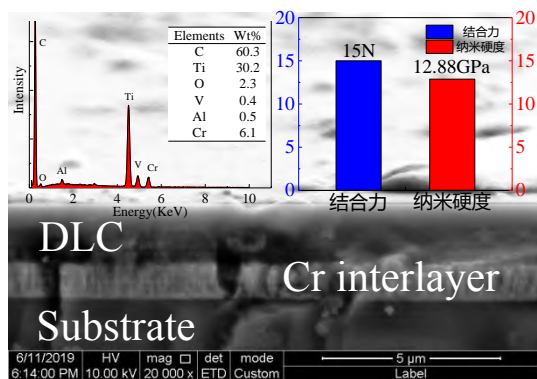 Elements Wt%
C 60.3
Ti 30.2
O 2.3
V 0.4
Al 0.5
Cr 6.1
C
O
Al
Ti
V
Cr
Intensity
0 2 4 6 8 10
Energy(KeV)
20
15
10
5
0
20
15
10
5
0
结合力
纳米硬度
15N
12.88GPa
结合力 纳米硬度
DLC
Cr interlayer
Substrate
6/11/2019 HV mag det mode 5 µm
6:14:00 PM 10.00 kV 20 000 x ETD Custom Label